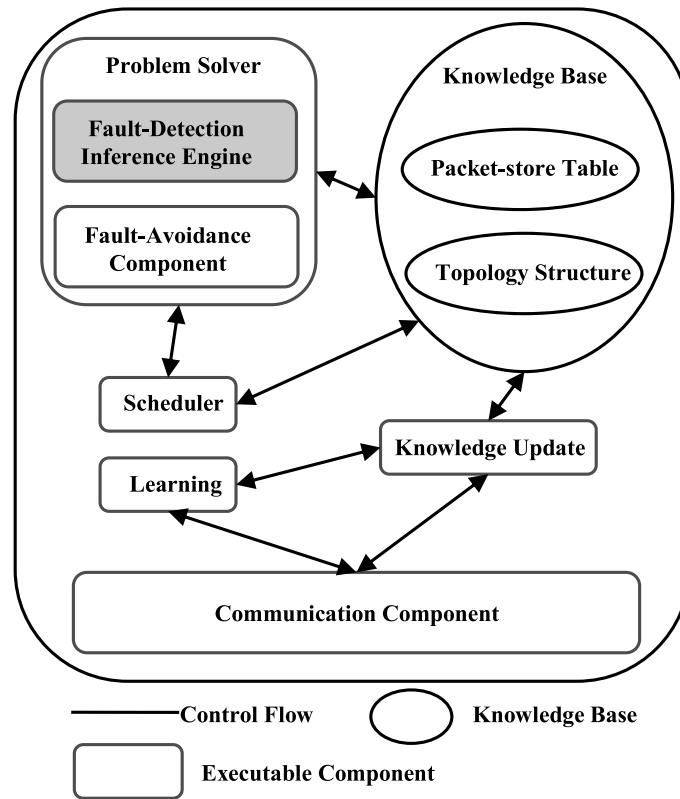 Problem Solver
Fault-Detection
Inference Engine
Fault-Avoidance
Component
Knowledge Base
Packet-store Table
Topology Structure
Scheduler
Learning
Knowledge Update
Communication Component
Control Flow
Knowledge Base
Executable Component